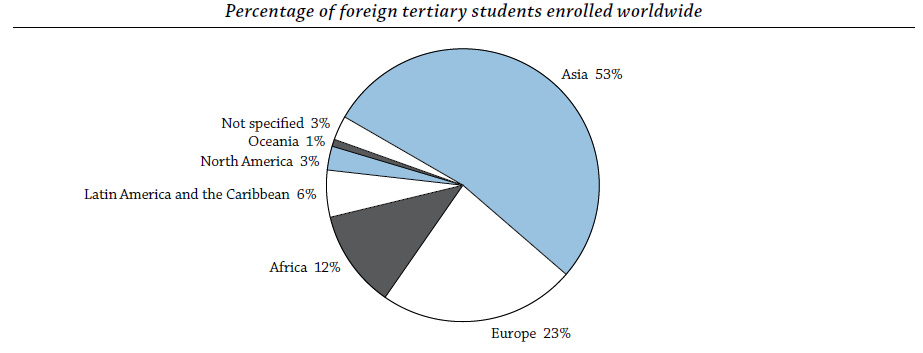 Percentage of foreign tertiary students enrolled worldwide
Asia 53%
Not specified 3%
Oceania 1%
North America 3%
Latin America and the Caribbean 6%
Africa 12%
Europe 23%